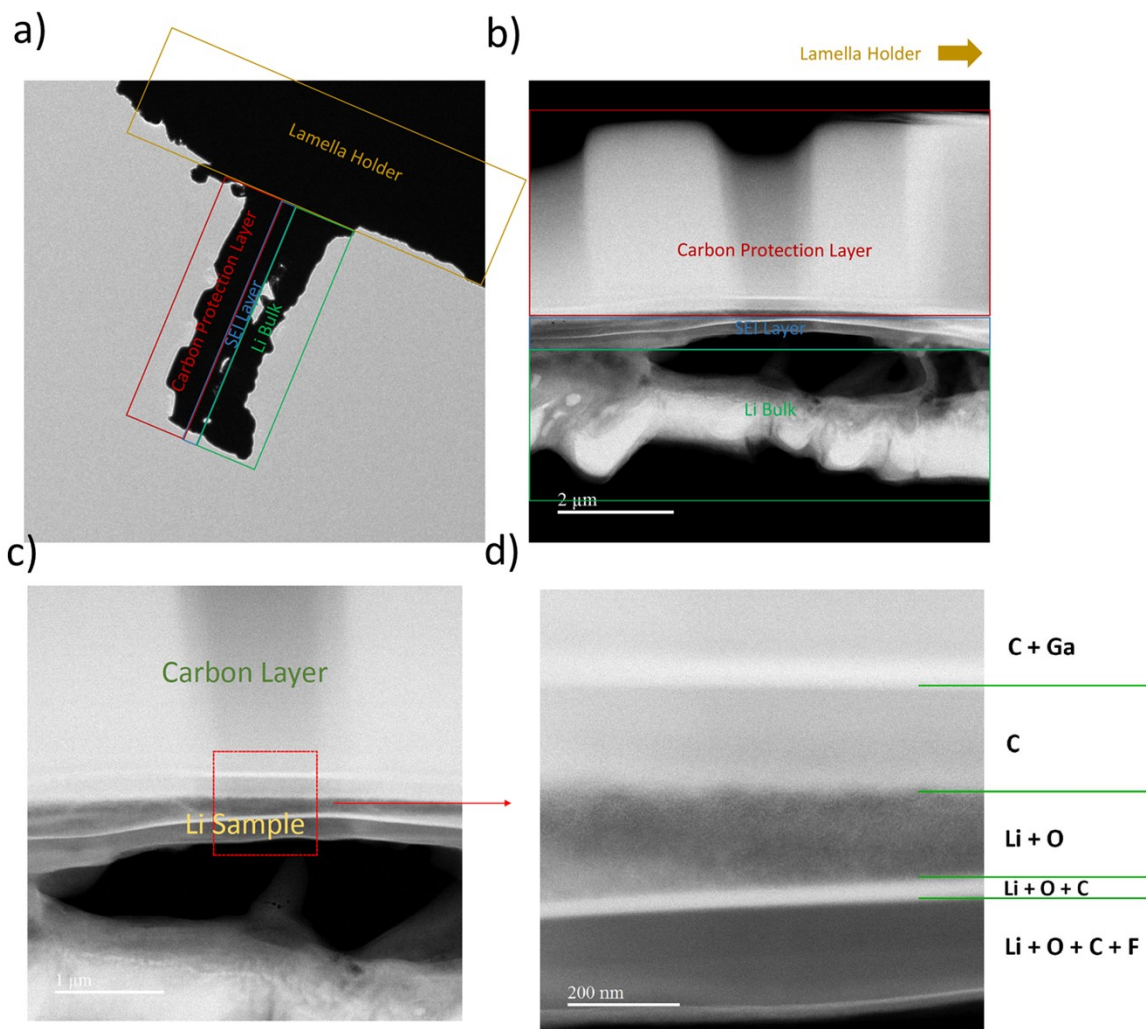 a)
Lamella Holder
Carbon Protection Layer
SEI Layer
Li Bulk
b)
Lamella Holder
Carbon Protection Layer
SEI Layer
Li Bulk
2 μm
c)
Carbon Layer
Li Sample
1 μm
d)
C + Ga
C
Li + O
Li + O + C
Li + O + C + F
200 nm